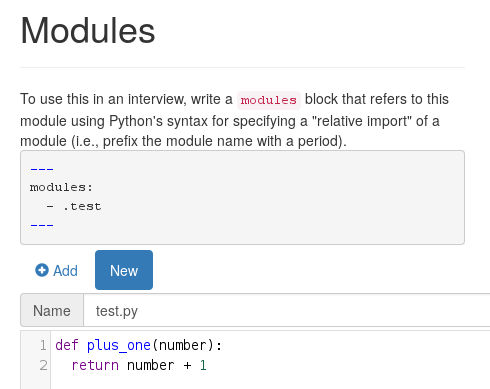 Modules
To use this in an interview, write a modules block that refers to this
module using Python's syntax for specifying a "relative import" of a
module (i.e., prefix the module name with a period).
---
modules:
  - .test
---
Add New
Name test.py
1 def plus_one(number):
2   return number + 1